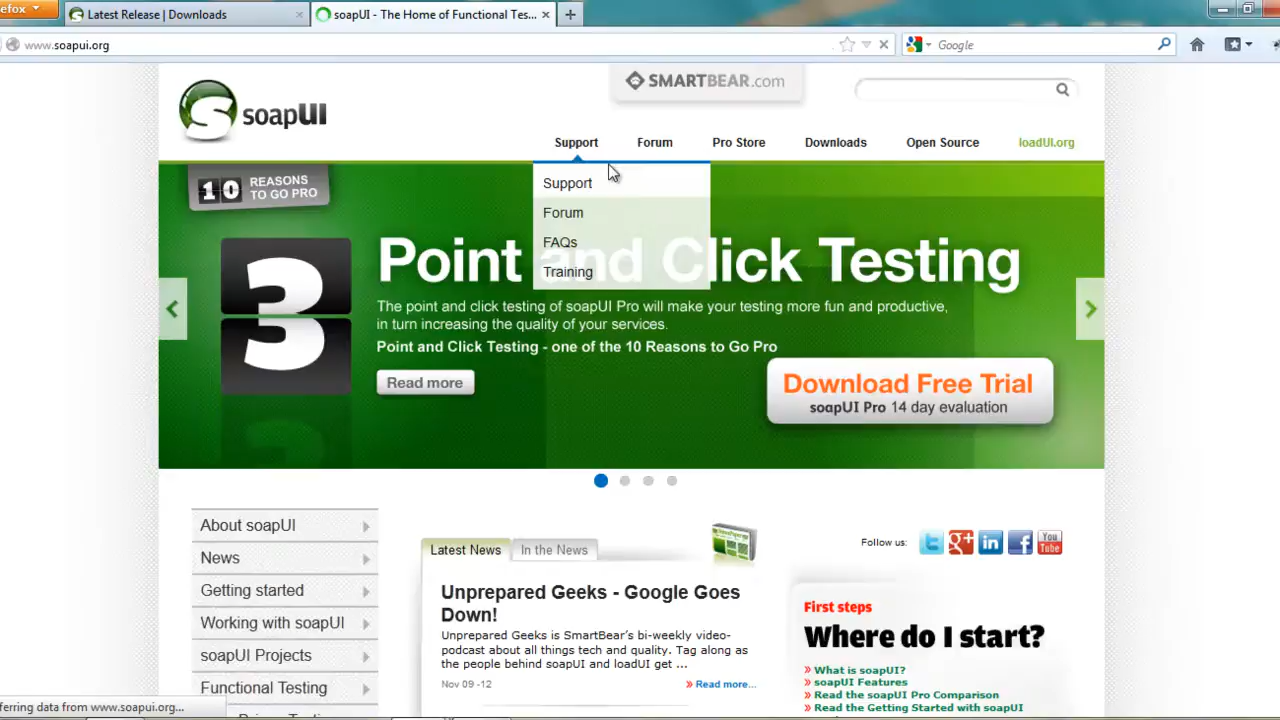 efox
Latest Release | Downloads
soapUI - The Home of Functional Tes...
www.soapui.org
Google
SMARTBEAR.com
soapUI
Support
Forum
Pro Store
Downloads
Open Source
loadUI.org
10 REASONS
TO GO PRO
Support
Forum
FAQs
Training
3
Point and Click Testing
The point and click testing of soapUI Pro will make your testing more fun and productive,
in turn increasing the quality of your services.
Point and Click Testing - one of the 10 Reasons to Go Pro
Read more
Download Free Trial
soapUI Pro 14 day evaluation
About soapUI
News
Getting started
Working with soapUI
soapUI Projects
Functional Testing
Latest News
In the News
Unprepared Geeks - Google Goes
Down!
Unprepared Geeks is SmartBear's bi-weekly video-
podcast about all things tech and quality. Tag along as
the people behind soapUI and loadUI get ...
Nov 09 -12
» Read more...
Follow us:
You
Tube
First steps
Where do I start?
» What is soapUI?
» soapUI Features
» Read the soapUI Pro Comparison
» Read the Getting Started with soapUI
ferring data from www.soapui.org...